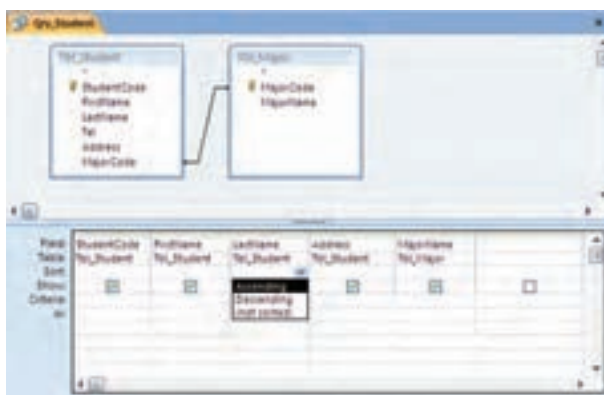 Qry_Student
Tbl_Student
*
StudentCode
FirstName
LastName
Tel
Address
MajorCode
Tbl_Major
*
MajorCode
MajorName
Field: StudentCode FirstName LastName Address MajorName
Table: Tbl_Student Tbl_Student Tbl_Student Tbl_Student Tbl_Major
Sort:
Show: Ascending
Descending
(not sorted)
Criteria:
or: